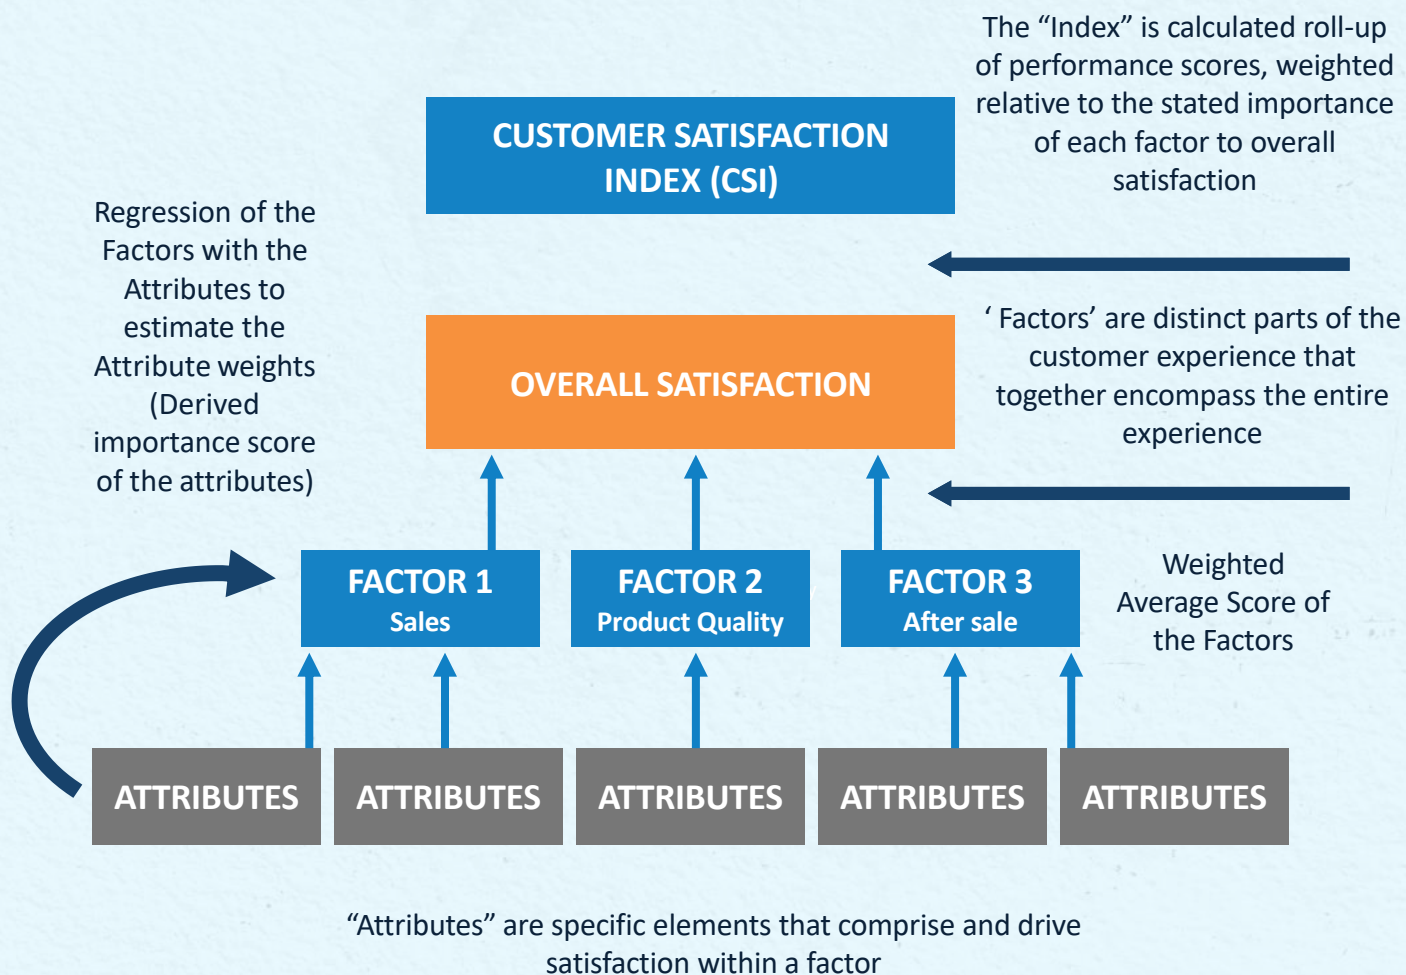 The “Index” is calculated roll-up
of performance scores, weighted
relative to the stated importance
of each factor to overall
satisfaction
CUSTOMER SATISFACTION
INDEX (CSI)
Regression of the
Factors with the
Attributes to
estimate the
Attribute weights
(Derived
importance score
of the attributes)
‘ Factors’ are distinct parts of the
customer experience that
together encompass the entire
experience
OVERALL SATISFACTION
FACTOR 1
Sales
FACTOR 2
Product Quality
FACTOR 3
After sale
Weighted
Average Score of
the Factors
ATTRIBUTES
ATTRIBUTES
ATTRIBUTES
ATTRIBUTES
ATTRIBUTES
“Attributes” are specific elements that comprise and drive
satisfaction within a factor